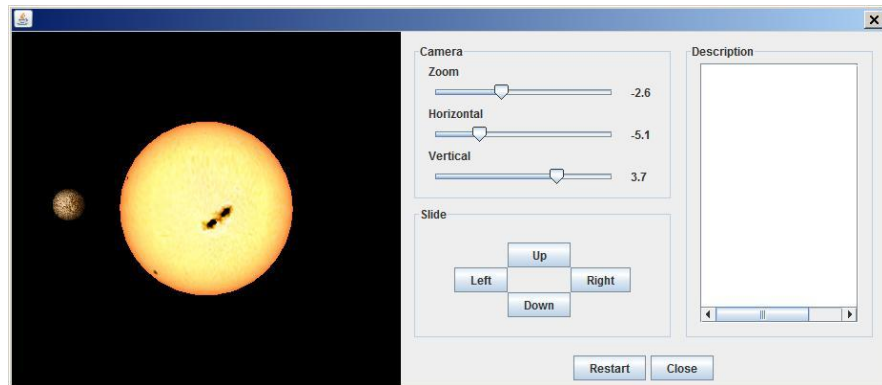 Camera
Zoom
-2.6
Horizontal
-5.1
Vertical
3.7
Slide
Up
Left
Right
Down
Description
Restart
Close